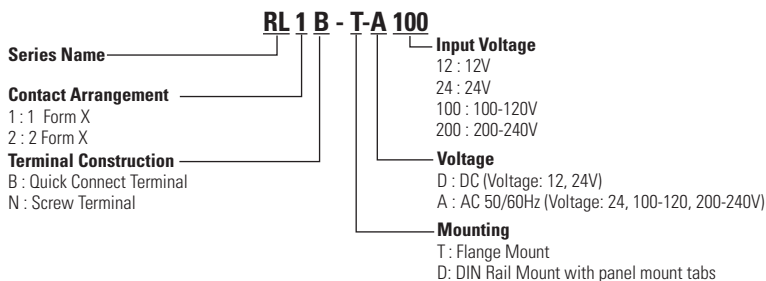 RL 1 B - T-A 100
Series Name
Contact Arrangement
1 : 1 Form X
2 : 2 Form X
Terminal Construction
B : Quick Connect Terminal
N : Screw Terminal
Input Voltage
12 : 12V
24 : 24V
100 : 100-120V
200 : 200-240V
Voltage
D : DC (Voltage: 12, 24V)
A : AC 50/60Hz (Voltage: 24, 100-120, 200-240V)
Mounting
T : Flange Mount
D: DIN Rail Mount with panel mount tabs